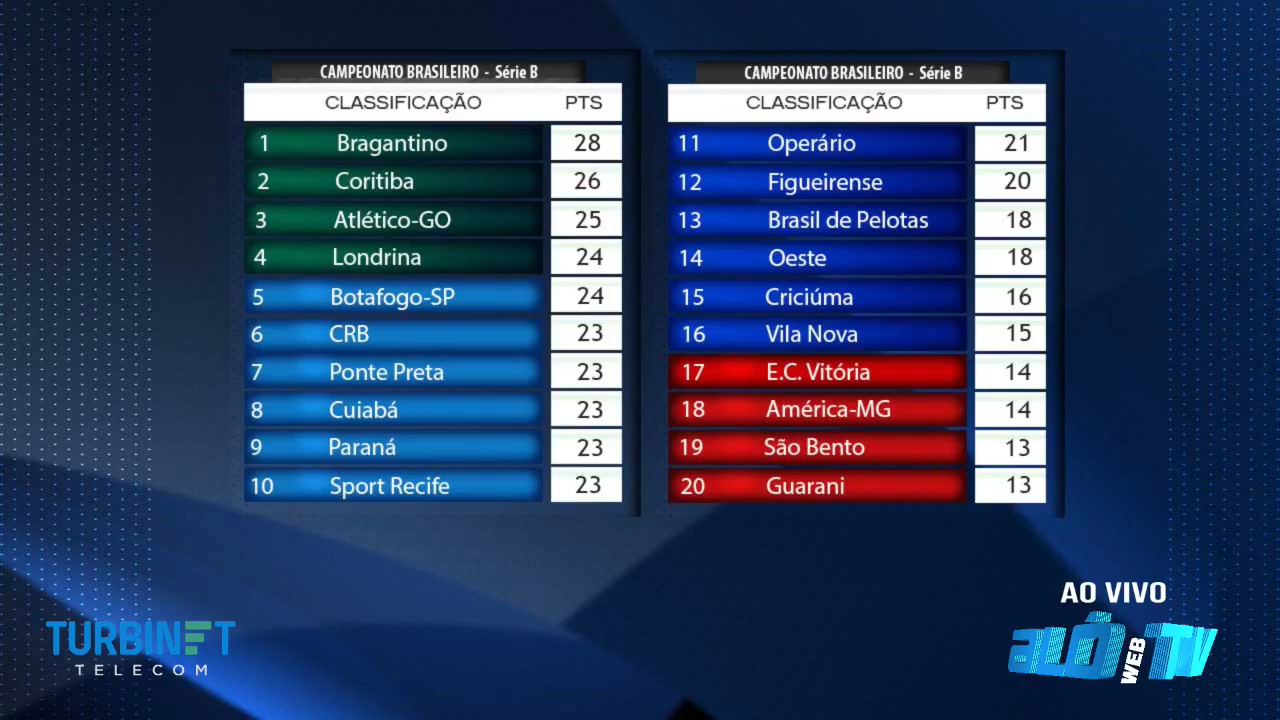 CAMPEONATO BRASILEIRO - Série B
CLASSIFICAÇÃO PTS
1 Bragantino 28
2 Coritiba 26
3 Atlético-GO 25
4 Londrina 24
5 Botafogo-SP 24
6 CRB 23
7 Ponte Preta 23
8 Cuiabá 23
9 Paraná 23
10 Sport Recife 23
CAMPEONATO BRASILEIRO - Série B
CLASSIFICAÇÃO PTS
11 Operário 21
12 Figueirense 20
13 Brasil de Pelotas 18
14 Oeste 18
15 Criciúma 16
16 Vila Nova 15
17 E.C. Vitória 14
18 América-MG 14
19 São Bento 13
20 Guarani 13
TURBINET
TELECOM
AO VIVO
ALÔ WEB TV